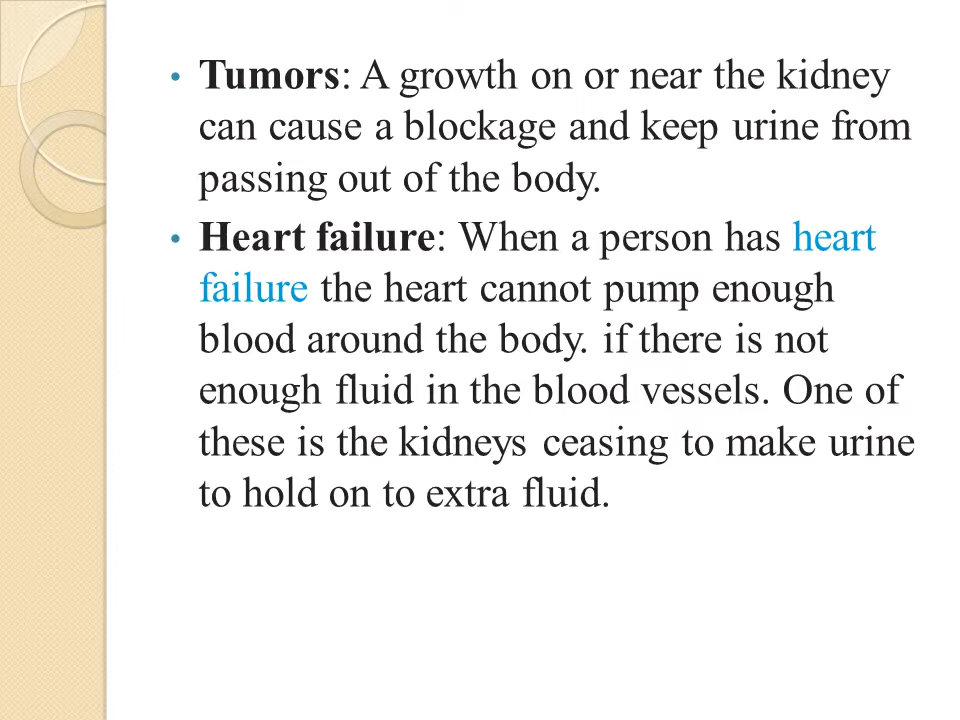 • Tumors: A growth on or near the kidney
can cause a blockage and keep urine from
passing out of the body.
• Heart failure: When a person has heart
failure the heart cannot pump enough
blood around the body. if there is not
enough fluid in the blood vessels. One of
these is the kidneys ceasing to make urine
to hold on to extra fluid.